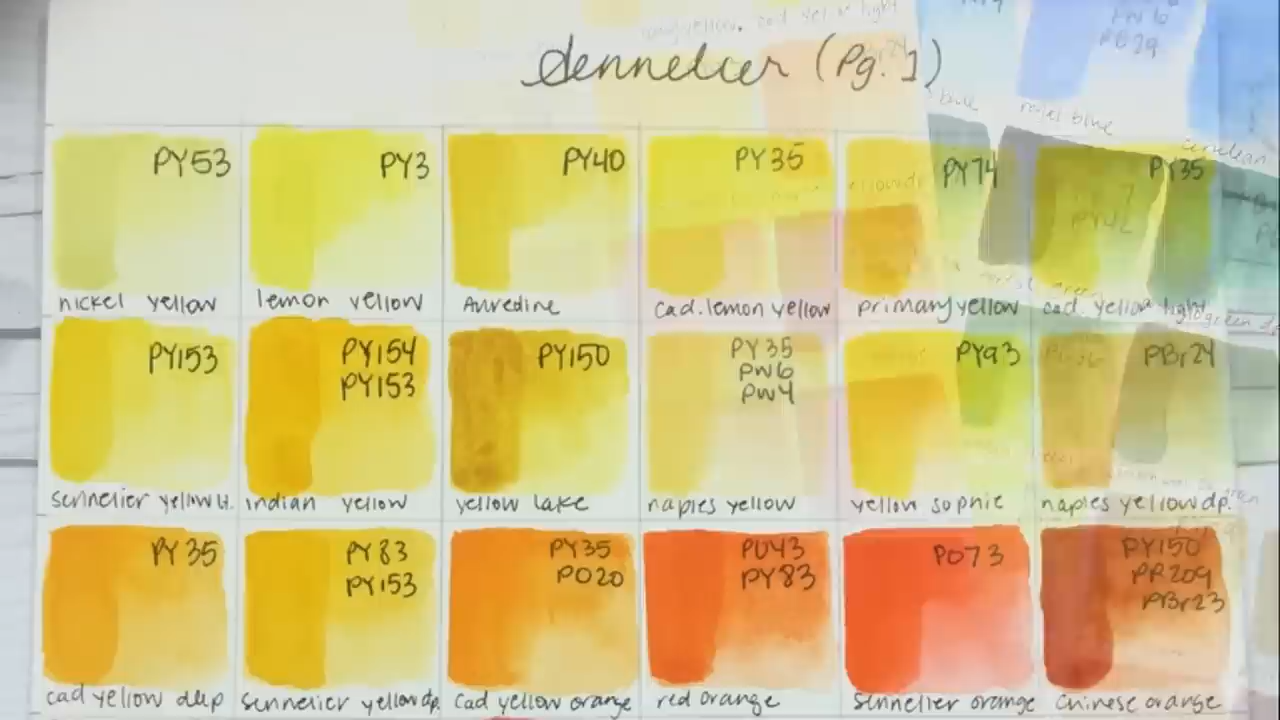 Sennelier (Pg. 1)
PY53
PY3
PY40
PY35
PY74
PY35
nickel yellow
lemon yellow
Auredine
cad. lemon yellow
primary yellow
cad. yellow light
PY153
PY154
PY153
PY150
PY35
PW6
PW4
PY93
PBr24
sennelier yellow lt.
indian yellow
yellow lake
naples yellow
yellow sophie
naples yellow dp.
PY35
PY83
PY153
PY35
PO20
PO43
PY83
PO73
PY150
PR209
PBr23
cad yellow deep
sennelier yellow dp.
Cad yellow orange
red orange
sennelier orange
Chinese orange